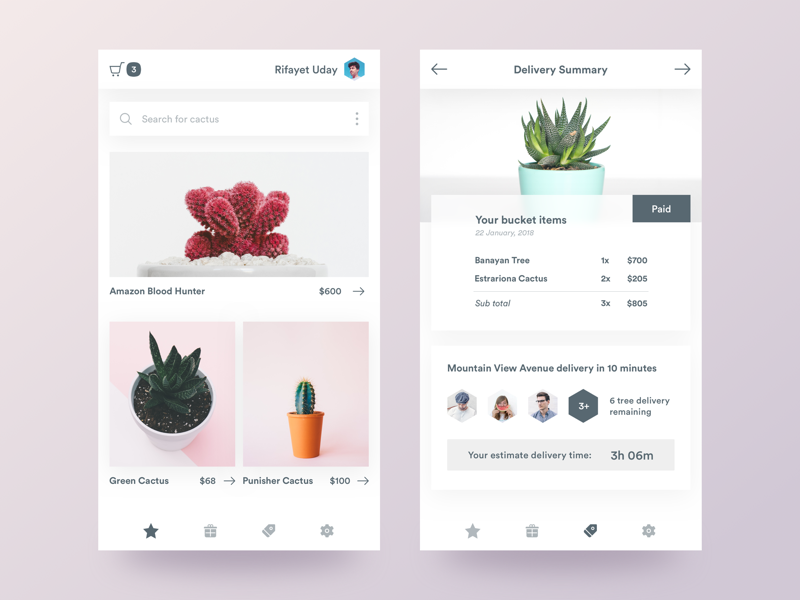 3
Rifayet Uday
Search for cactus
Amazon Blood Hunter $600
Green Cactus $68
Punisher Cactus $100
Delivery Summary
Paid
Your bucket items
22 January, 2018
Banayan Tree 1x $700
Estrariona Cactus 2x $205
Sub total 3x $805
Mountain View Avenue delivery in 10 minutes
3+
6 tree delivery
remaining
Your estimate delivery time: 3h 06m